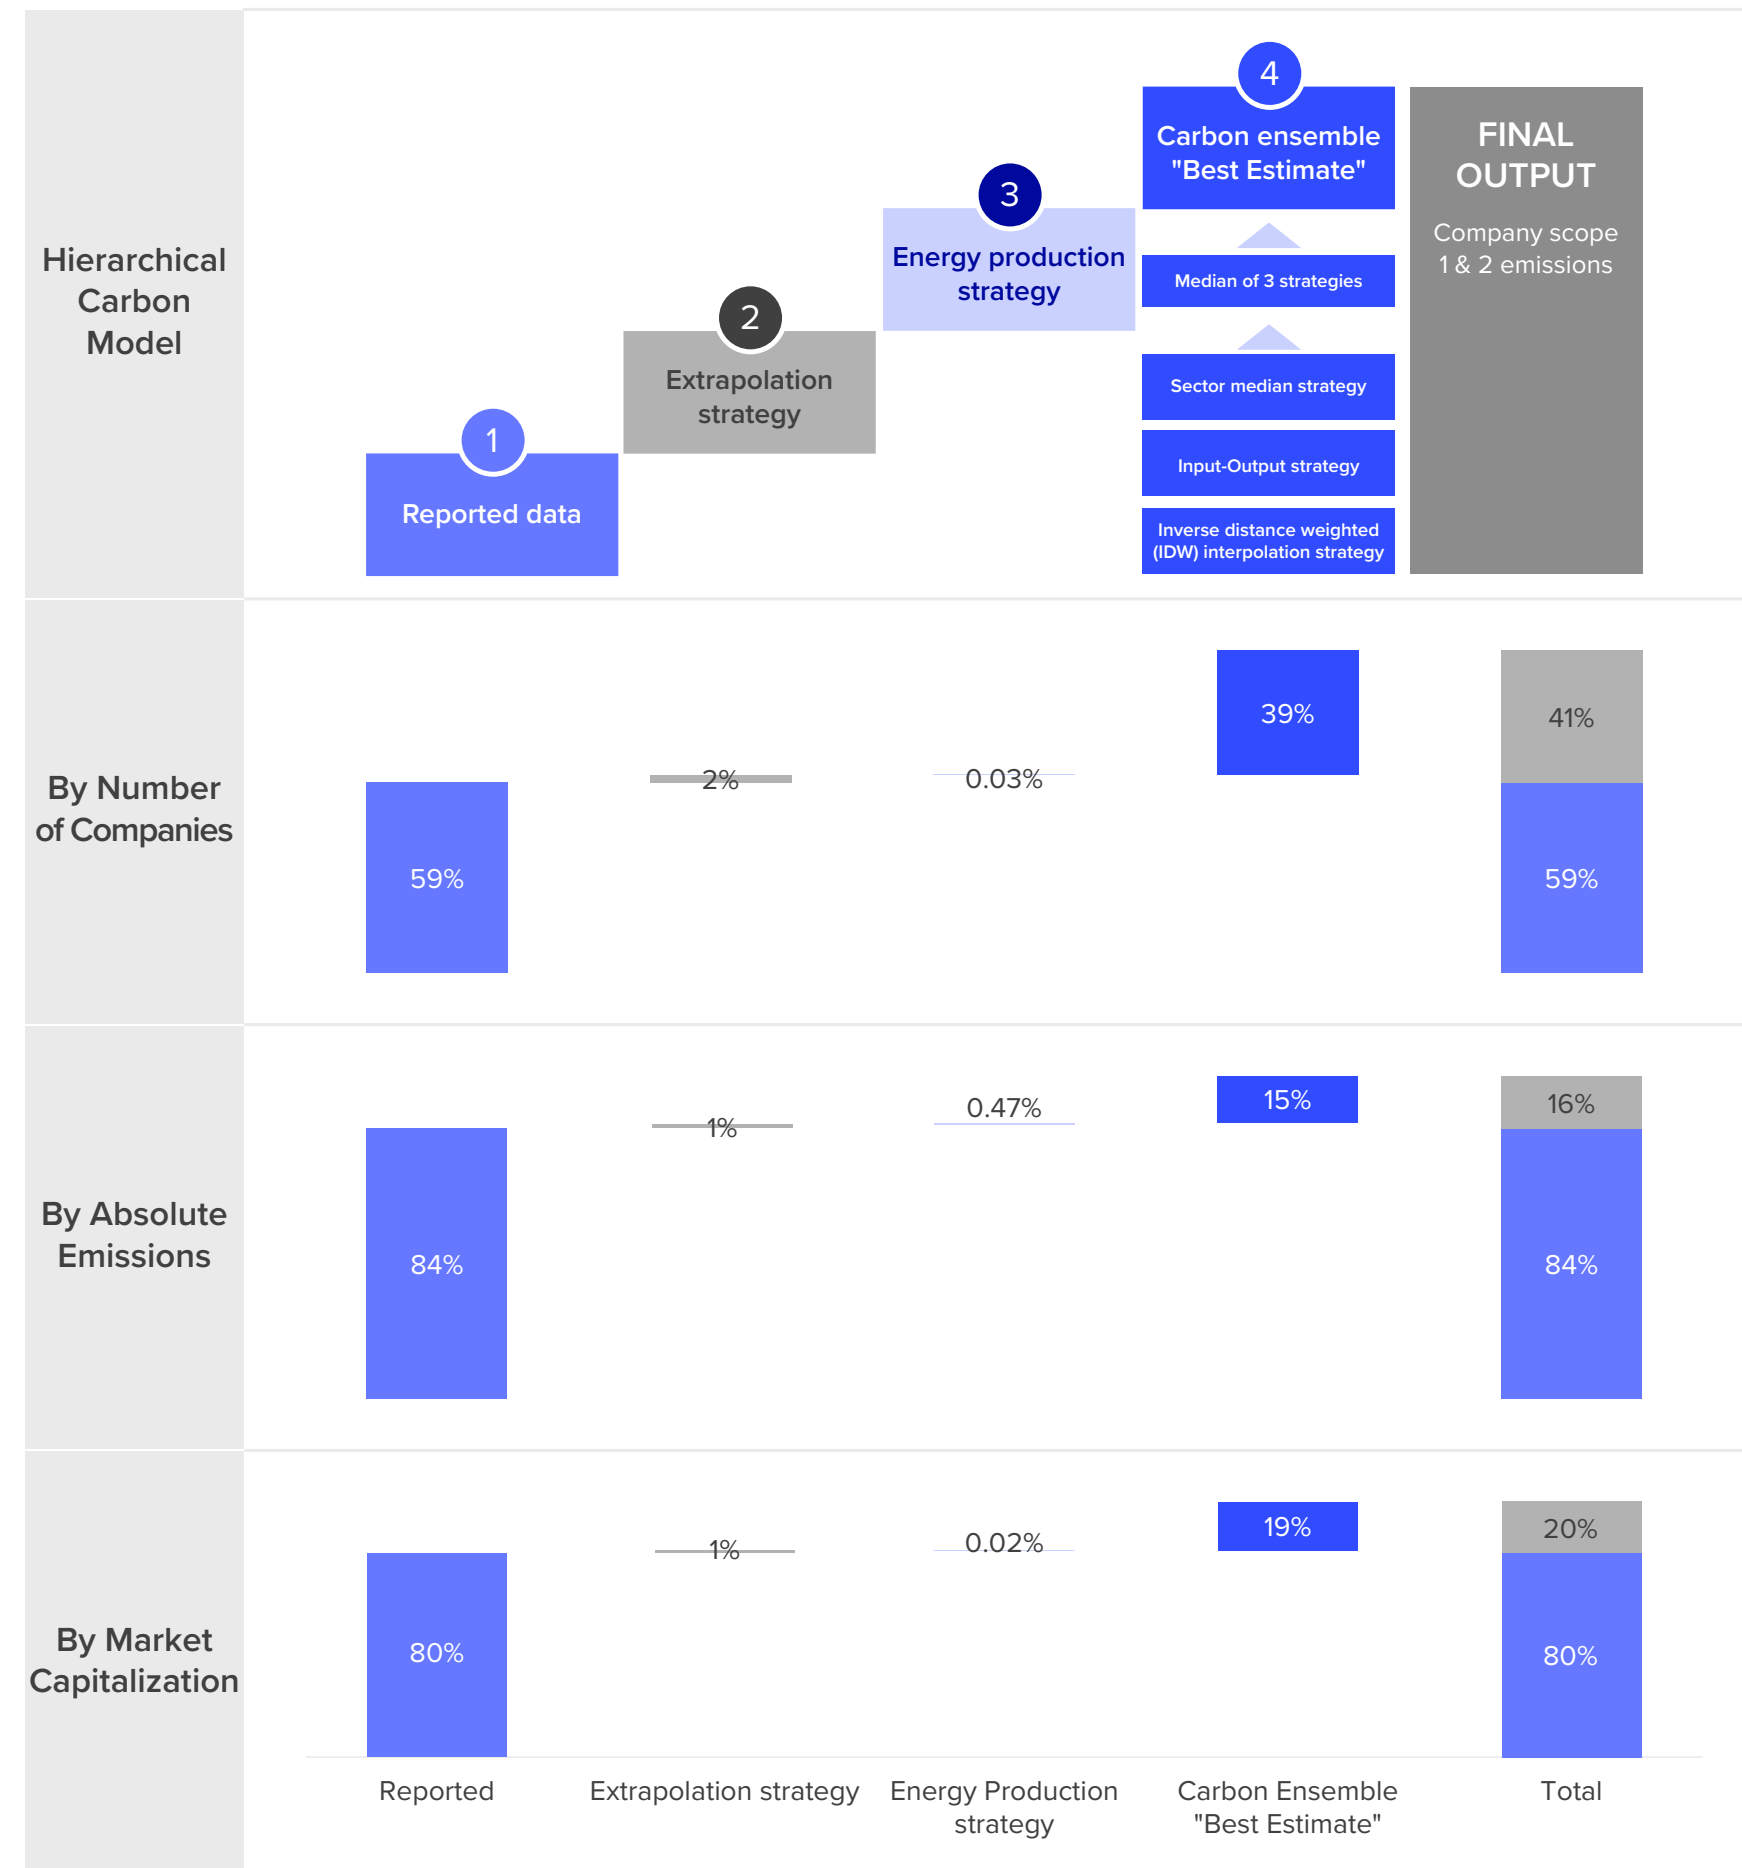 Hierarchical
Carbon
Model
1
Reported data
2
Extrapolation
strategy
3
Energy production
strategy
4
Carbon ensemble
"Best Estimate"
Median of 3 strategies
Sector median strategy
Input-Output strategy
Inverse distance weighted
(IDW) interpolation strategy
FINAL
OUTPUT
Company scope
1 & 2 emissions
By Number
of Companies
59%
2%
0.03%
39%
41%
59%
By Absolute
Emissions
84%
1%
0.47%
15%
16%
84%
By Market
Capitalization
80%
1%
0.02%
19%
20%
80%
Reported
Extrapolation strategy
Energy Production
strategy
Carbon Ensemble
"Best Estimate"
Total